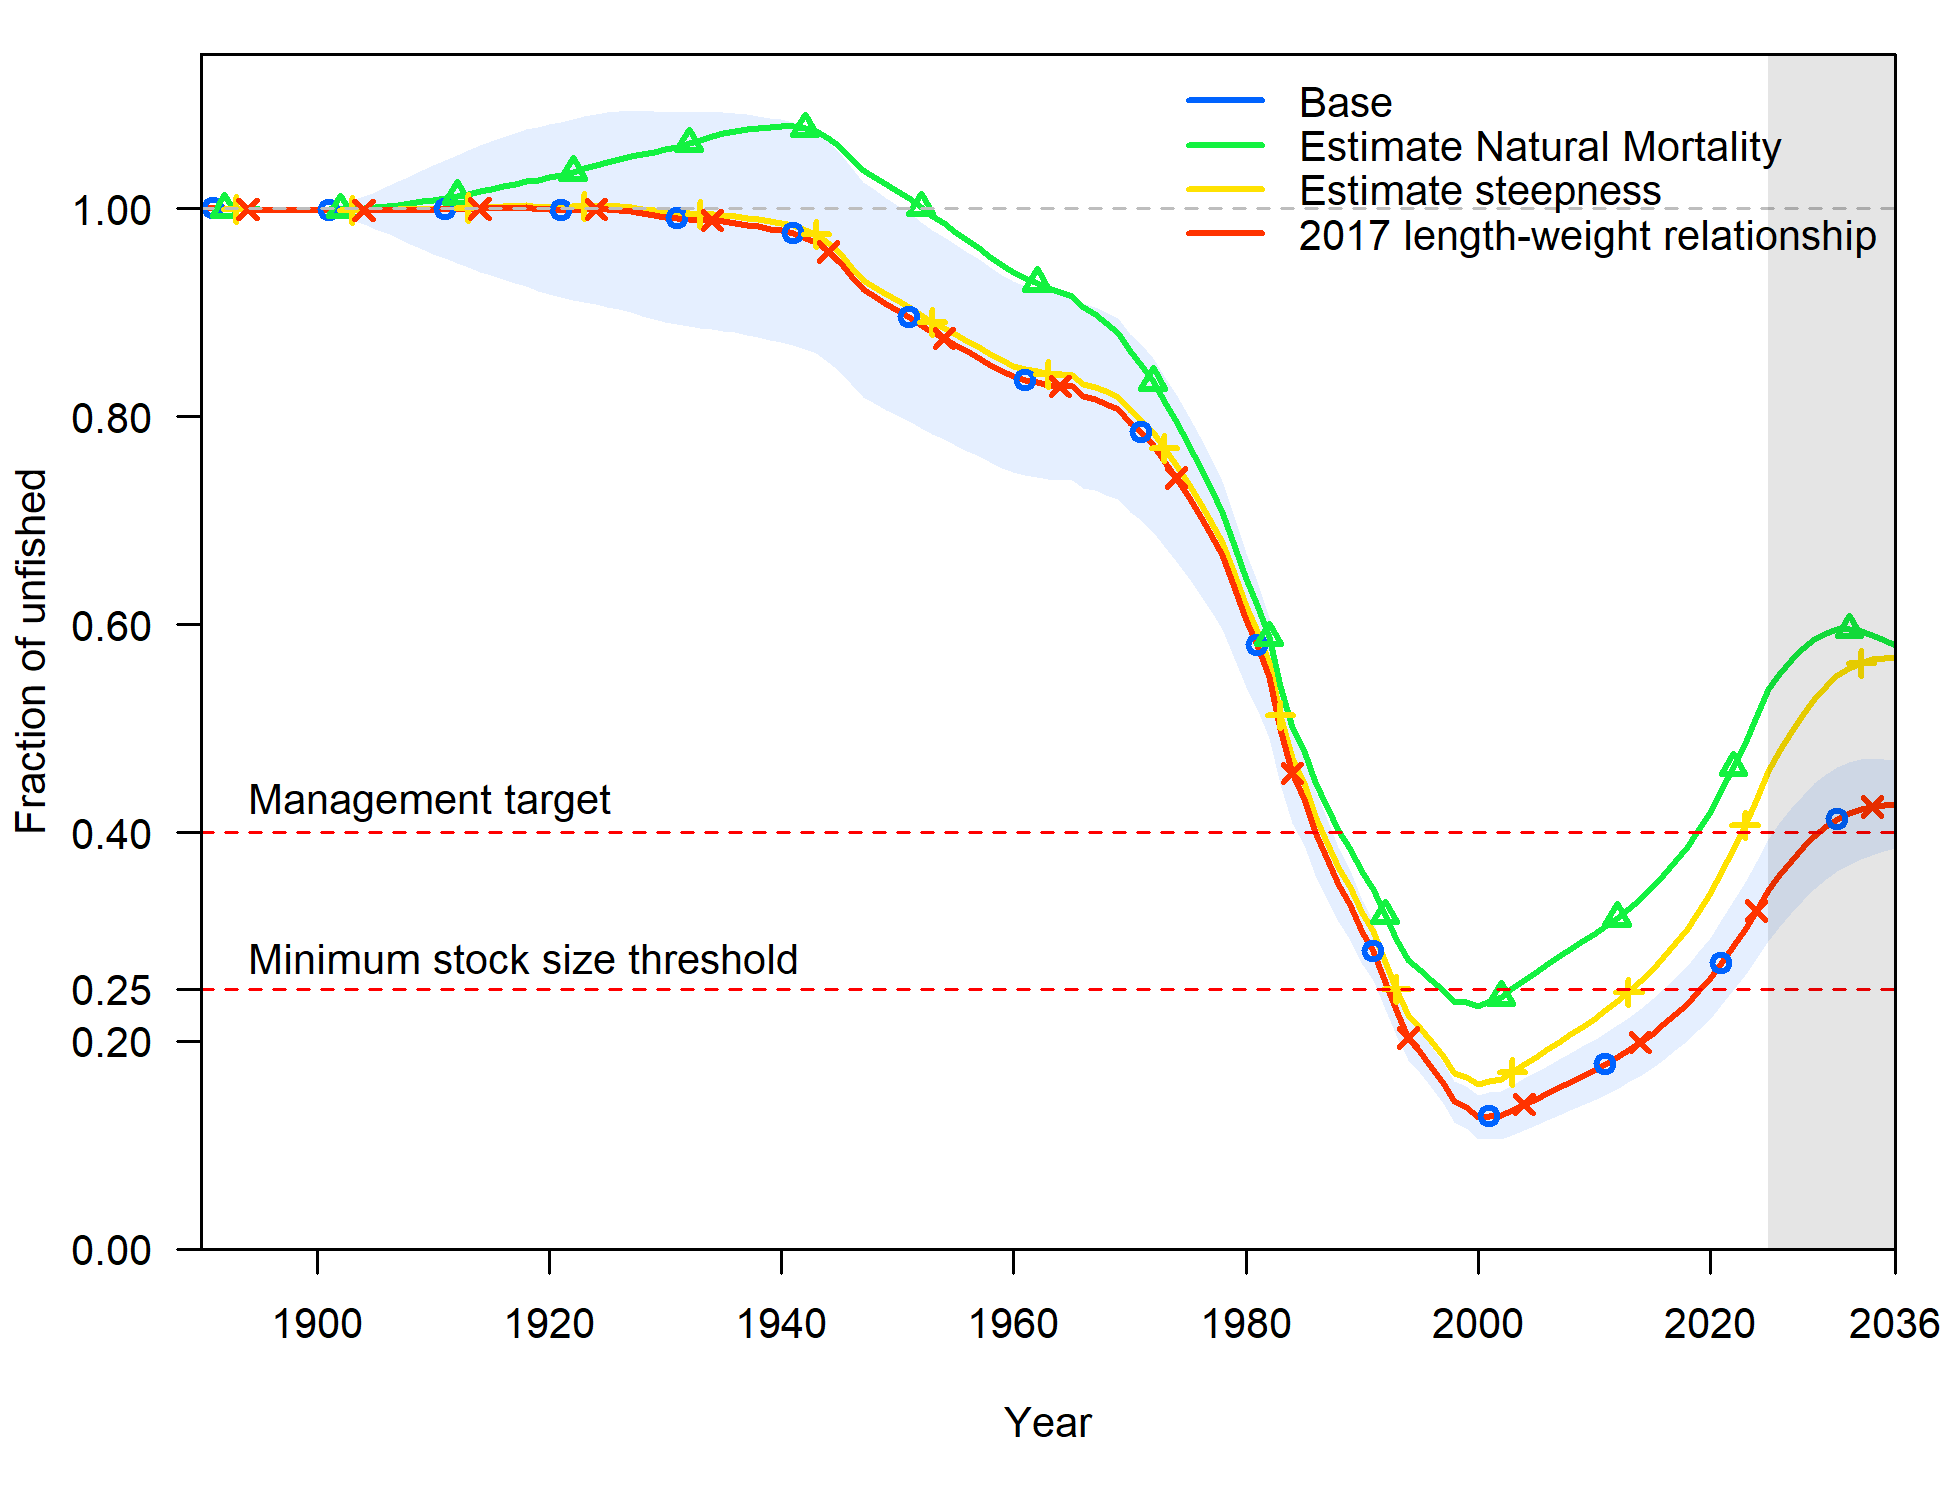 Base
Estimate Natural Mortality
Estimate steepness
2017 length-weight relationship
1.00
0.80
0.60
0.40
0.25
0.20
0.00
Fraction of unfished
Management target
Minimum stock size threshold
1900
1920
1940
1960
1980
2000
2020
2036
Year